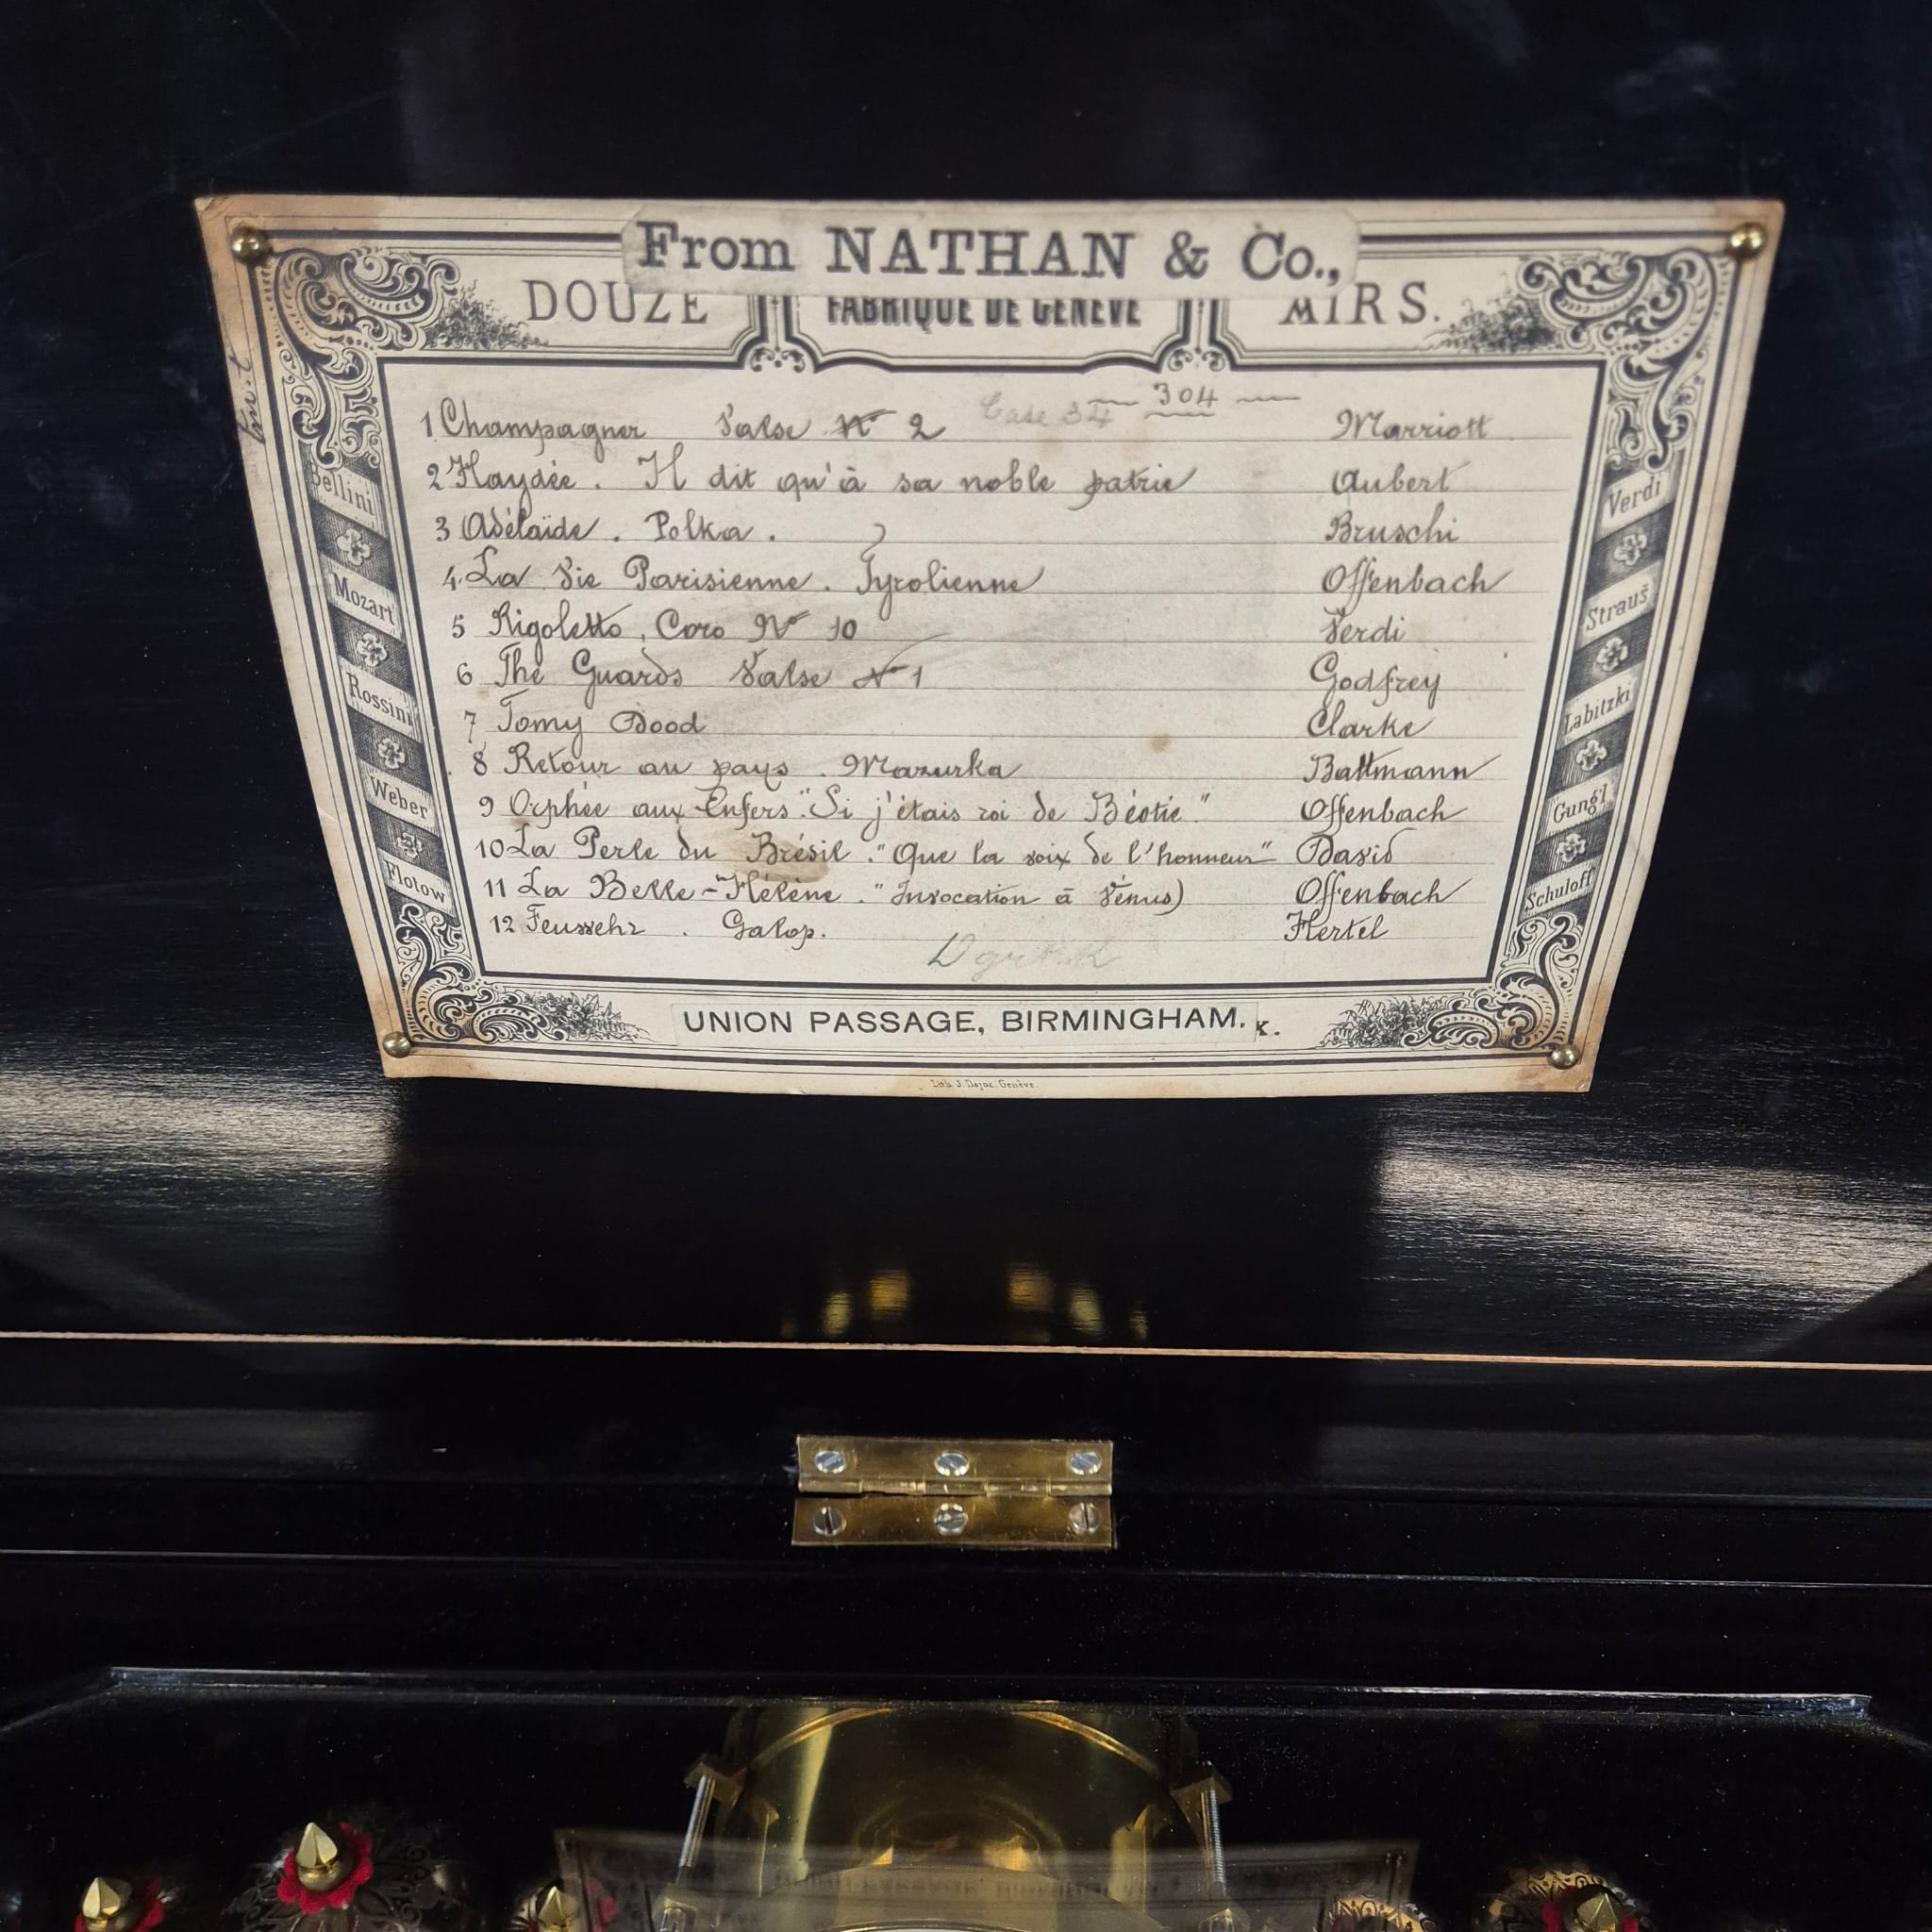 From NATHAN & Co.,
DOUZE FABRIQUE DE GENÈVE AIRS.
304
Case 34
1 Champagner Valse No 2 Marriott
2 Haydée. Il dit qu'à sa noble patrie Aubert
3 Adélaïde. Polka. Bruschi
4. La Vie Parisienne. Tyrolienne Offenbach
5 Rigoletto, Coro No 10 Verdi
6 The Guards Valse No 1 Godfrey
7 Tomy Dood Clarke
8 Retour au pays. Mazurka Battmann
9 Orphée aux Enfers. "Si j'étais roi de Béotie." Offenbach
10 La Perle du Brésil. "Que la voix de l'honneur" David
11 La Belle-Hélène. "Invocation à Vénus) Offenbach
12 Feuwehr. Galop. Hertel
Bellini
Mozart
Rossini
Weber
Flotow
Verdi
Strauß
Labitzki
Gung'l
Schuloff
UNION PASSAGE, BIRMINGHAM. K.
Lith. Genève.